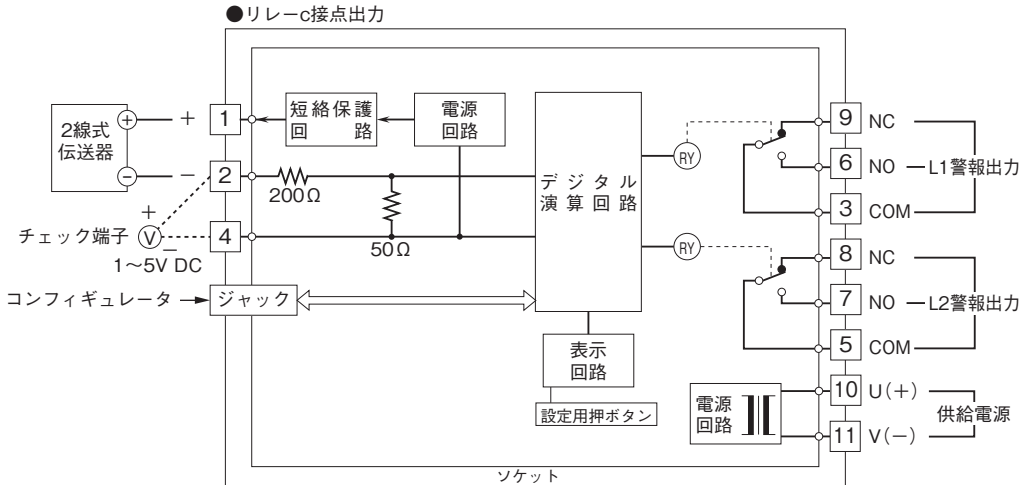 ●リレーc接点出力
2線式
伝送器
+
−
+
−
1
2
4
短絡保護
回路
電源
回路
200Ω
50Ω
チェック端子
+
V
−
1〜5V DC
コンフィギュレータ
ジャック
デジタル
演算回路
RY
RY
表示
回路
設定用押ボタン
9 NC
6 NO L1警報出力
3 COM
8 NC
7 NO L2警報出力
5 COM
電源
回路
10 U(+)
供給電源
11 V(−)
ソケット